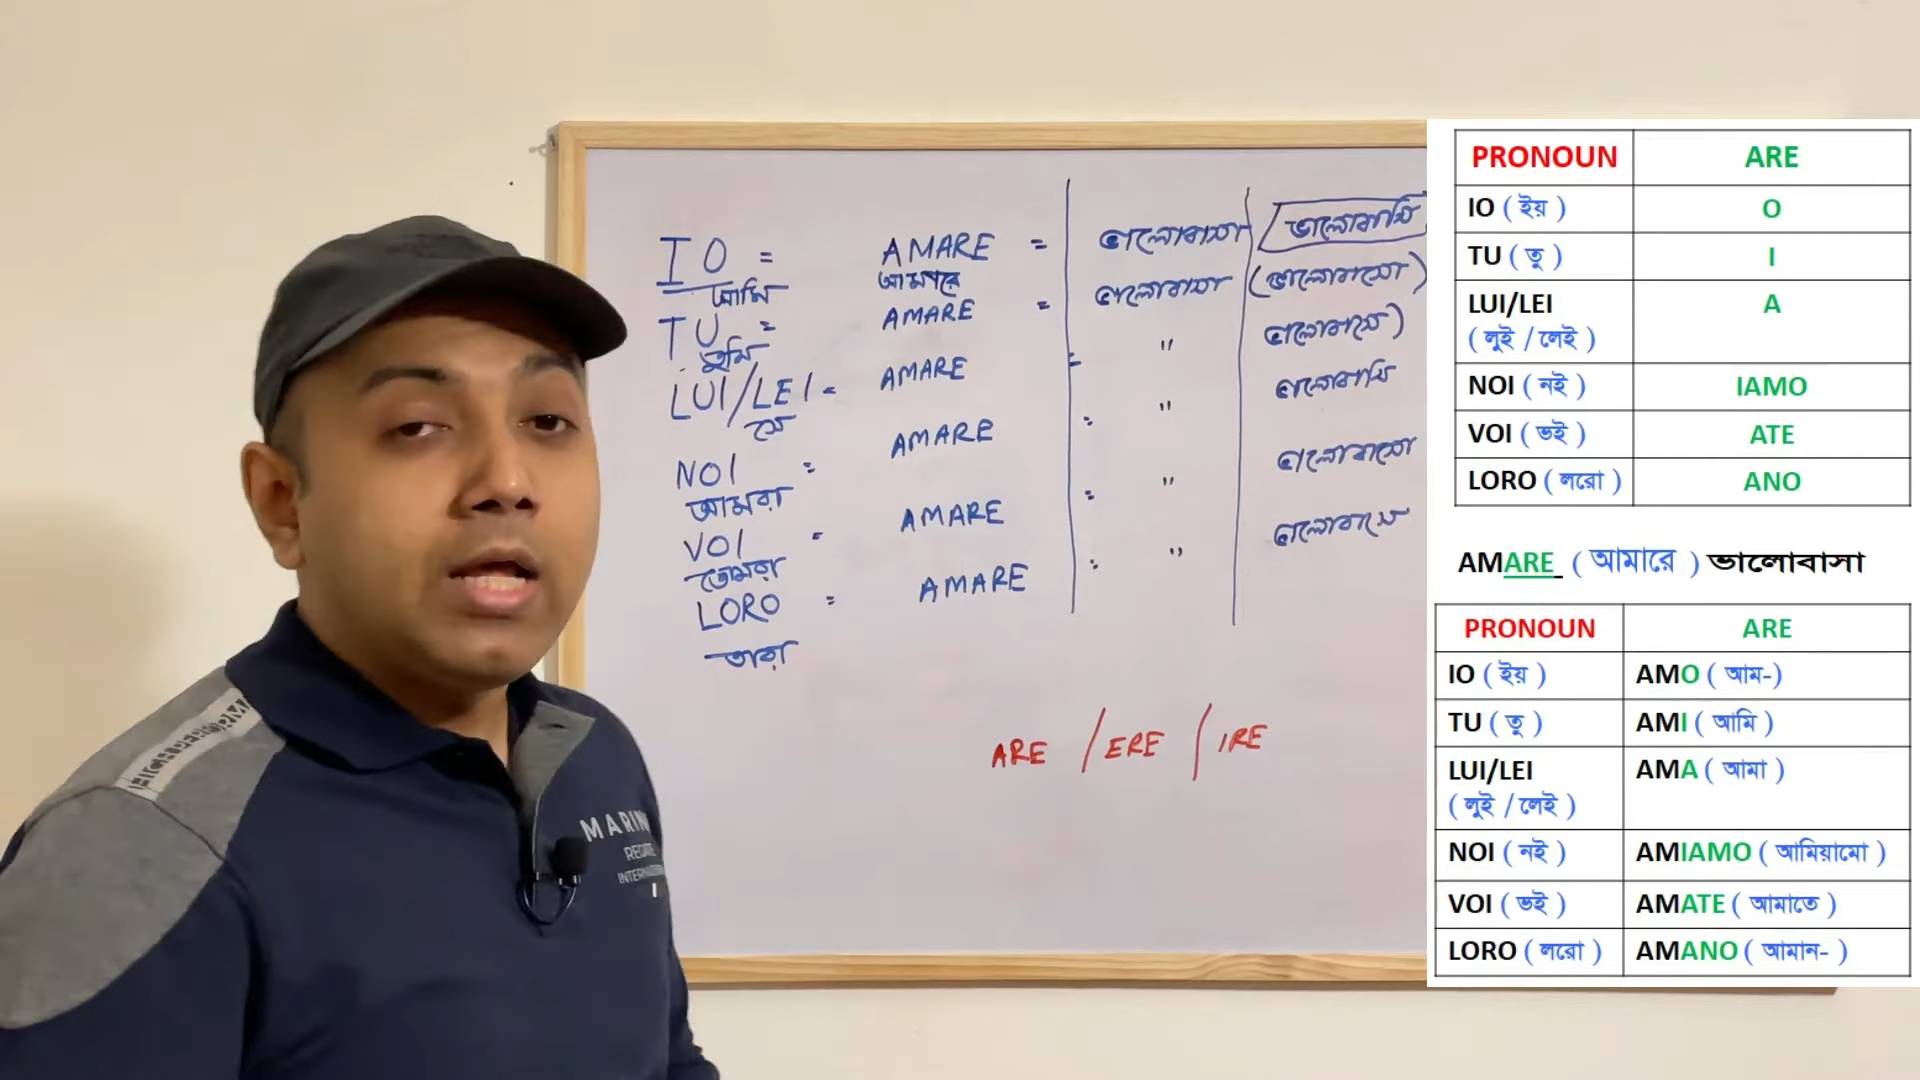 IO = AMARE = ভালোবাসা ভালোবাসি
আমি আমারে
TU = AMARE = ভালোবাসা (ভালোবাসো)
তুমি
LUI/LEI = AMARE = " ভালোবাসে)
সে
NOI = AMARE : " ভালোবাসি
আমরা
VOI = AMARE : " ভালোবাসো
তোমরা
LORO = AMARE : " ভালোবাসে
তারা
ARE / ERE / IRE
MARIN
REGATE
PRONOUN ARE
IO ( ইয় ) O
TU ( তু ) I
LUI/LEI A
( লুই / লেই )
NOI ( নই ) IAMO
VOI ( ভই ) ATE
LORO ( লরো ) ANO
AMARE ( আমারে ) ভালোবাসা
PRONOUN ARE
IO ( ইয় ) AMO ( আম-)
TU ( তু ) AMI ( আমি )
LUI/LEI AMA ( আমা )
( লুই / লেই )
NOI ( নই ) AMIAMO ( আমিয়ামো )
VOI ( ভই ) AMATE ( আমাতে )
LORO ( লরো ) AMANO ( আমান- )